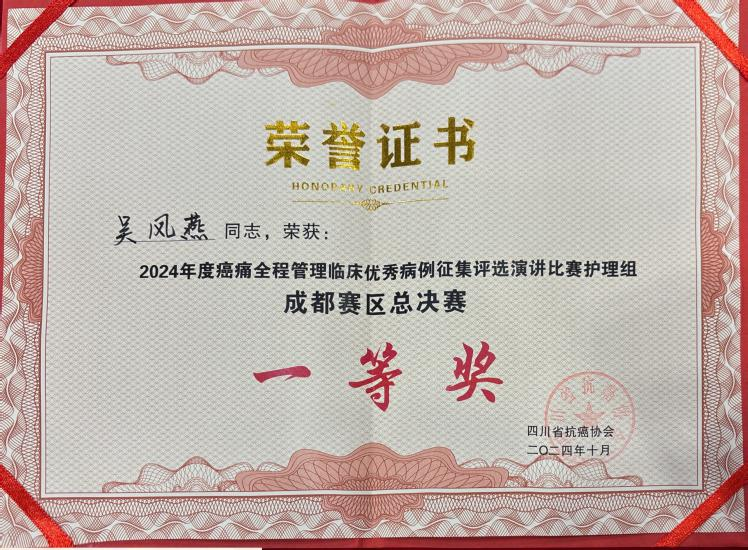 荣誉证书
HONORARY CREDENTIAL
吴凤燕 同志，荣获：
2024年度癌痛全程管理临床优秀病例征集评选演讲比赛护理组
成都赛区总决赛
一等奖
四川省抗癌协会
二〇二四年十月